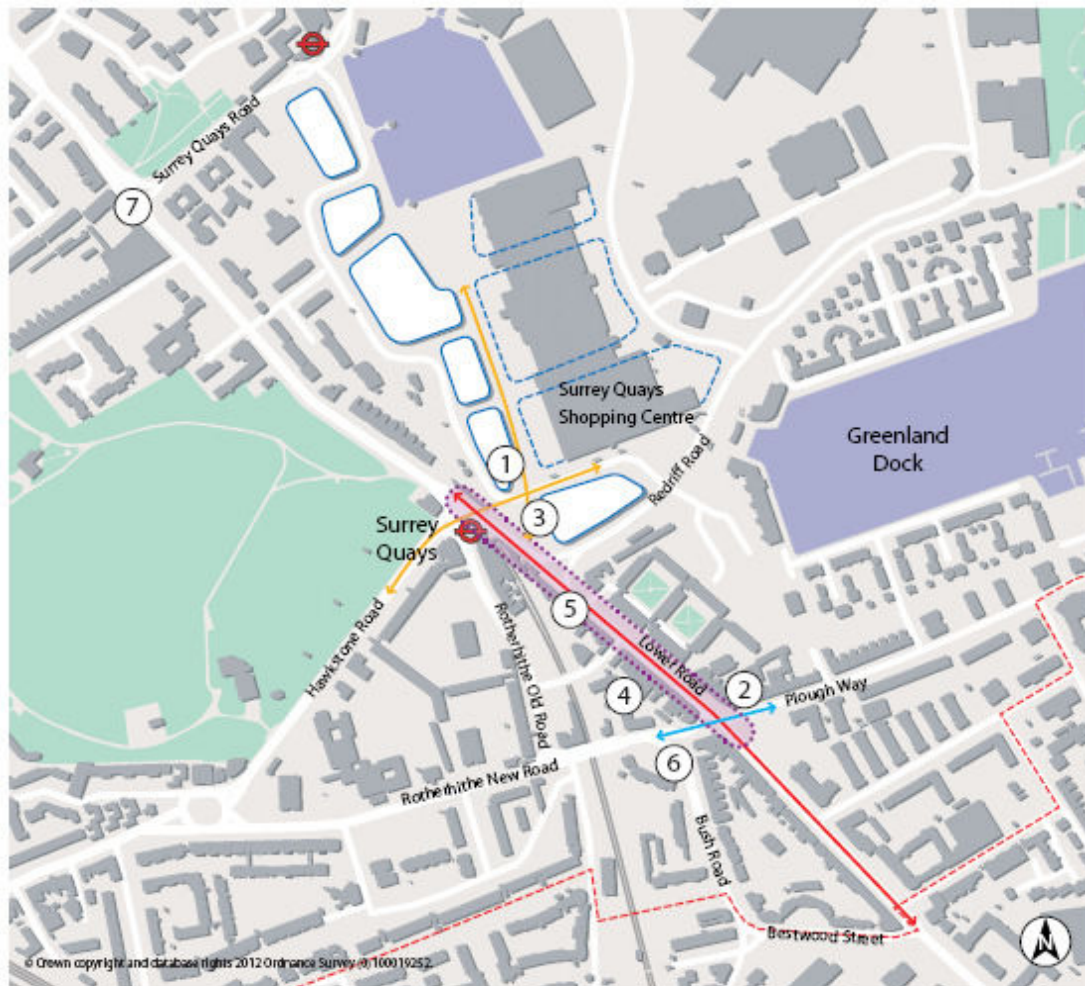 Surrey Quays Road
7
Surrey Quays
Shopping Centre
Greenland
Dock
Redriff Road
1
3
Surrey
Quays
5
Hawkstone Road
Rotherhithe Old Road
Lower Road
4
2
Plough Way
6
Rotherhithe New Road
Bush Road
Bestwood Street
N
© Crown copyright and database rights 2012 Ordnance Survey (0)100019252.